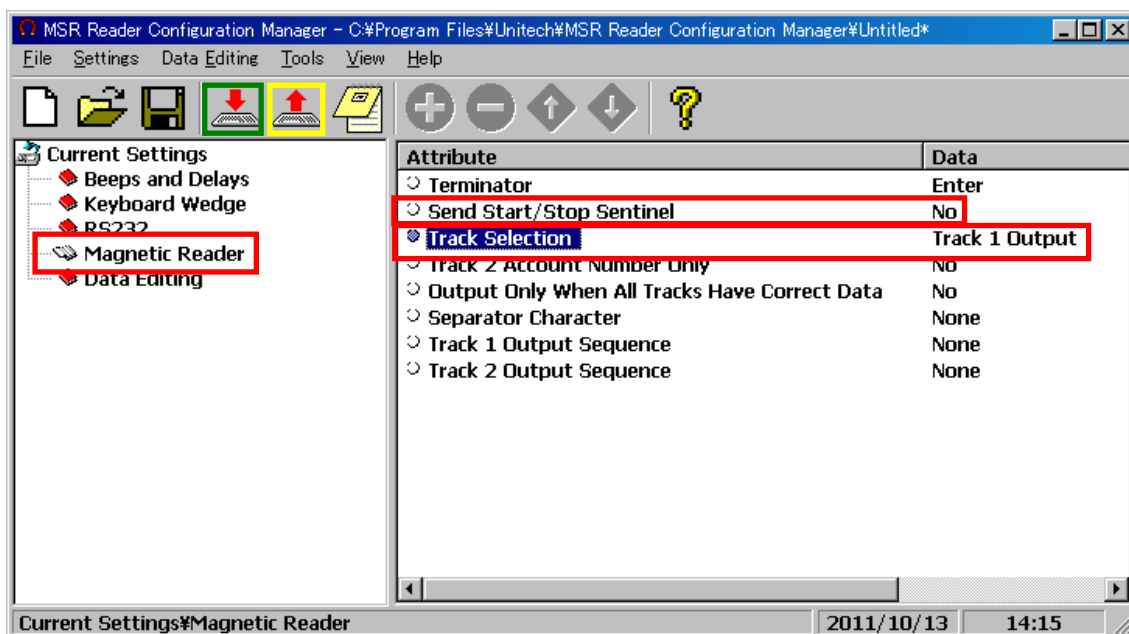 MSR Reader Configuration Manager - C:¥Program Files¥Unitech¥MSR Reader Configuration Manager¥Untitled*
File Settings Data Editing Tools View Help
Current Settings
Beeps and Delays
Keyboard Wedge
RS232
Magnetic Reader
Data Editing
Attribute Data
Terminator Enter
Send Start/Stop Sentinel No
Track Selection Track 1 Output
Track 2 Account Number Only No
Output Only When All Tracks Have Correct Data No
Separator Character None
Track 1 Output Sequence None
Track 2 Output Sequence None
Current Settings¥Magnetic Reader 2011/10/13 14:15